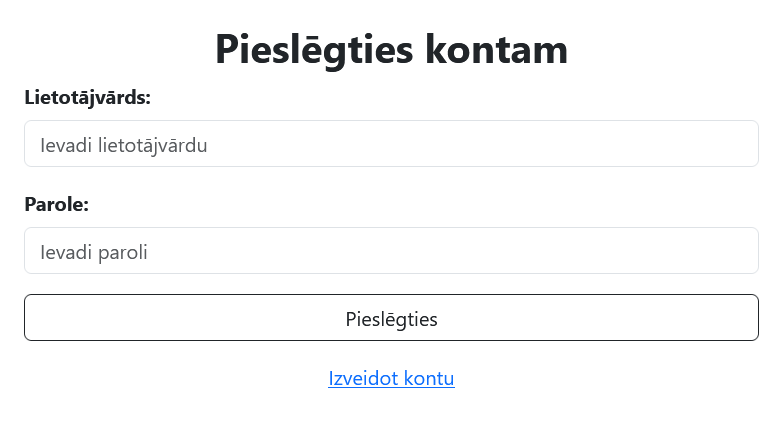 Pieslēgties kontam
Lietotājvārds:
Ievadi lietotājvārdu
Parole:
Ievadi paroli
Pieslēgties
Izveidot kontu